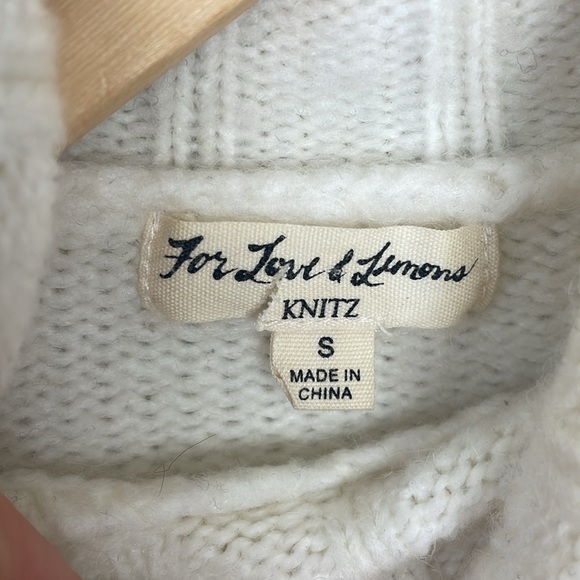 For Love & Lemons
KNITZ
S
MADE IN
CHINA